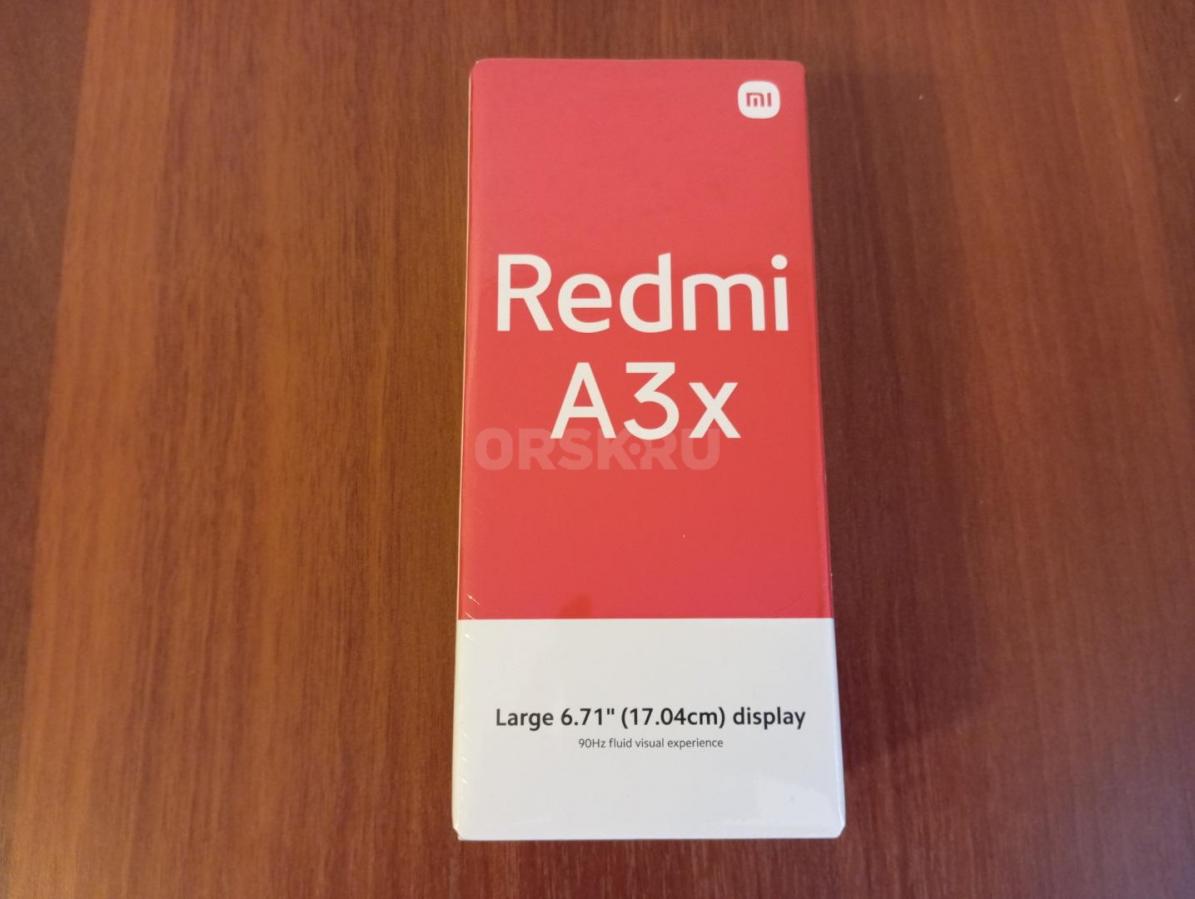 mi
Redmi
A3x
ORSK.RU
Large 6.71" (17.04cm) display
90Hz fluid visual experience